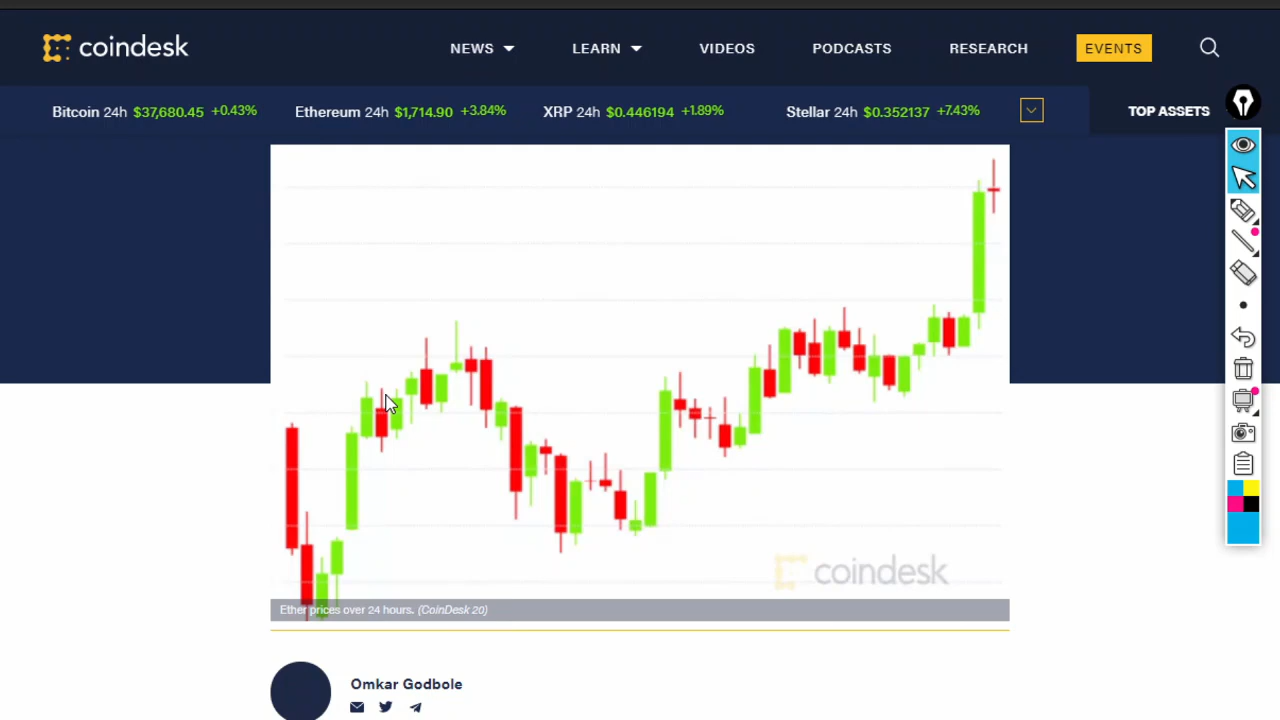 coindesk NEWS LEARN VIDEOS PODCASTS RESEARCH EVENTS
Bitcoin 24h $37,680.45 +0.43% Ethereum 24h $1,714.90 +3.84% XRP 24h $0.446194 +1.89% Stellar 24h $0.352137 +7.43% TOP ASSETS
coindesk
Ether prices over 24 hours. (CoinDesk 20)
Omkar Godbole